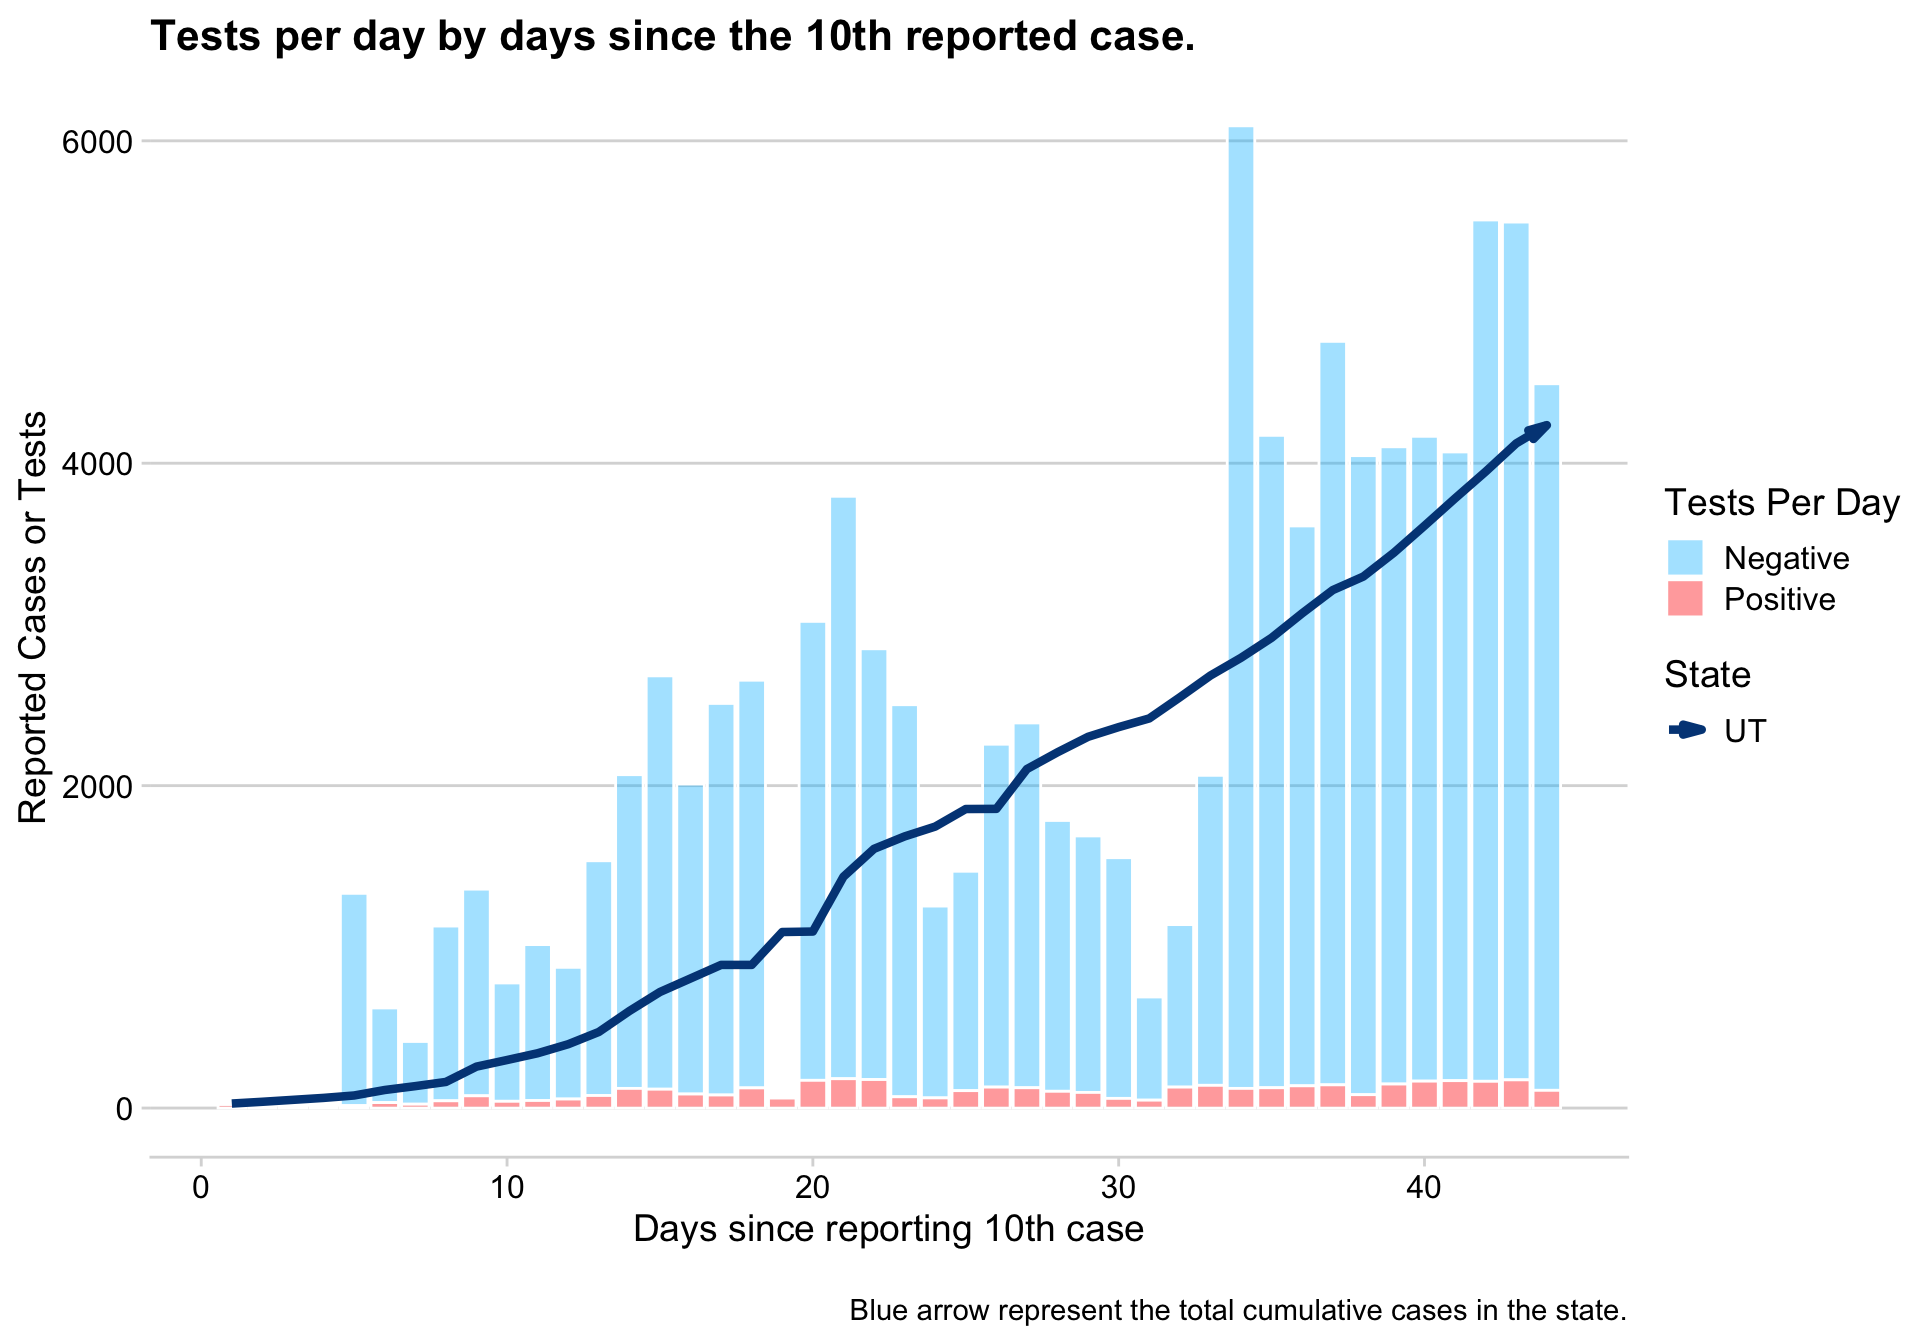 Tests per day by days since the 10th reported case.
6000
4000
2000
0
Reported Cases or Tests
0 10 20 30 40
Days since reporting 10th case
Tests Per Day
Negative
Positive
State
UT
Blue arrow represent the total cumulative cases in the state.